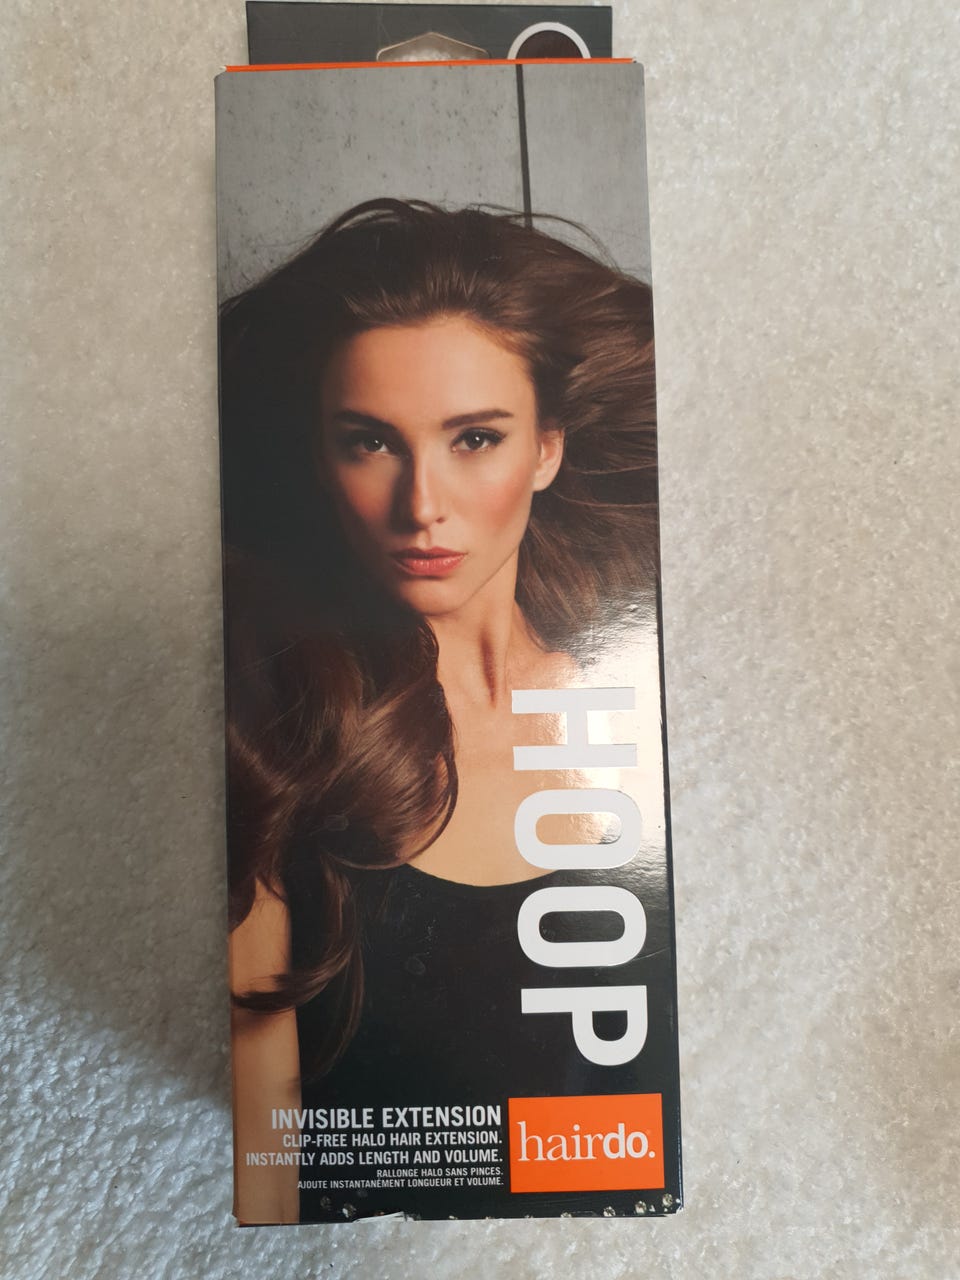 HOOP
INVISIBLE EXTENSION
CLIP-FREE HALO HAIR EXTENSION.
INSTANTLY ADDS LENGTH AND VOLUME.
RALLONGE HALO SANS PINCES.
AJOUTE INSTANTANÉMENT LONGUEUR ET VOLUME.
hairdo.